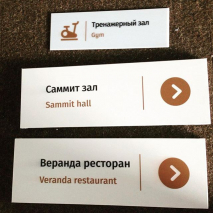 Тренажерный зал
Gym
Саммит зал
Sammit hall
Веранда ресторан
Veranda restaurant